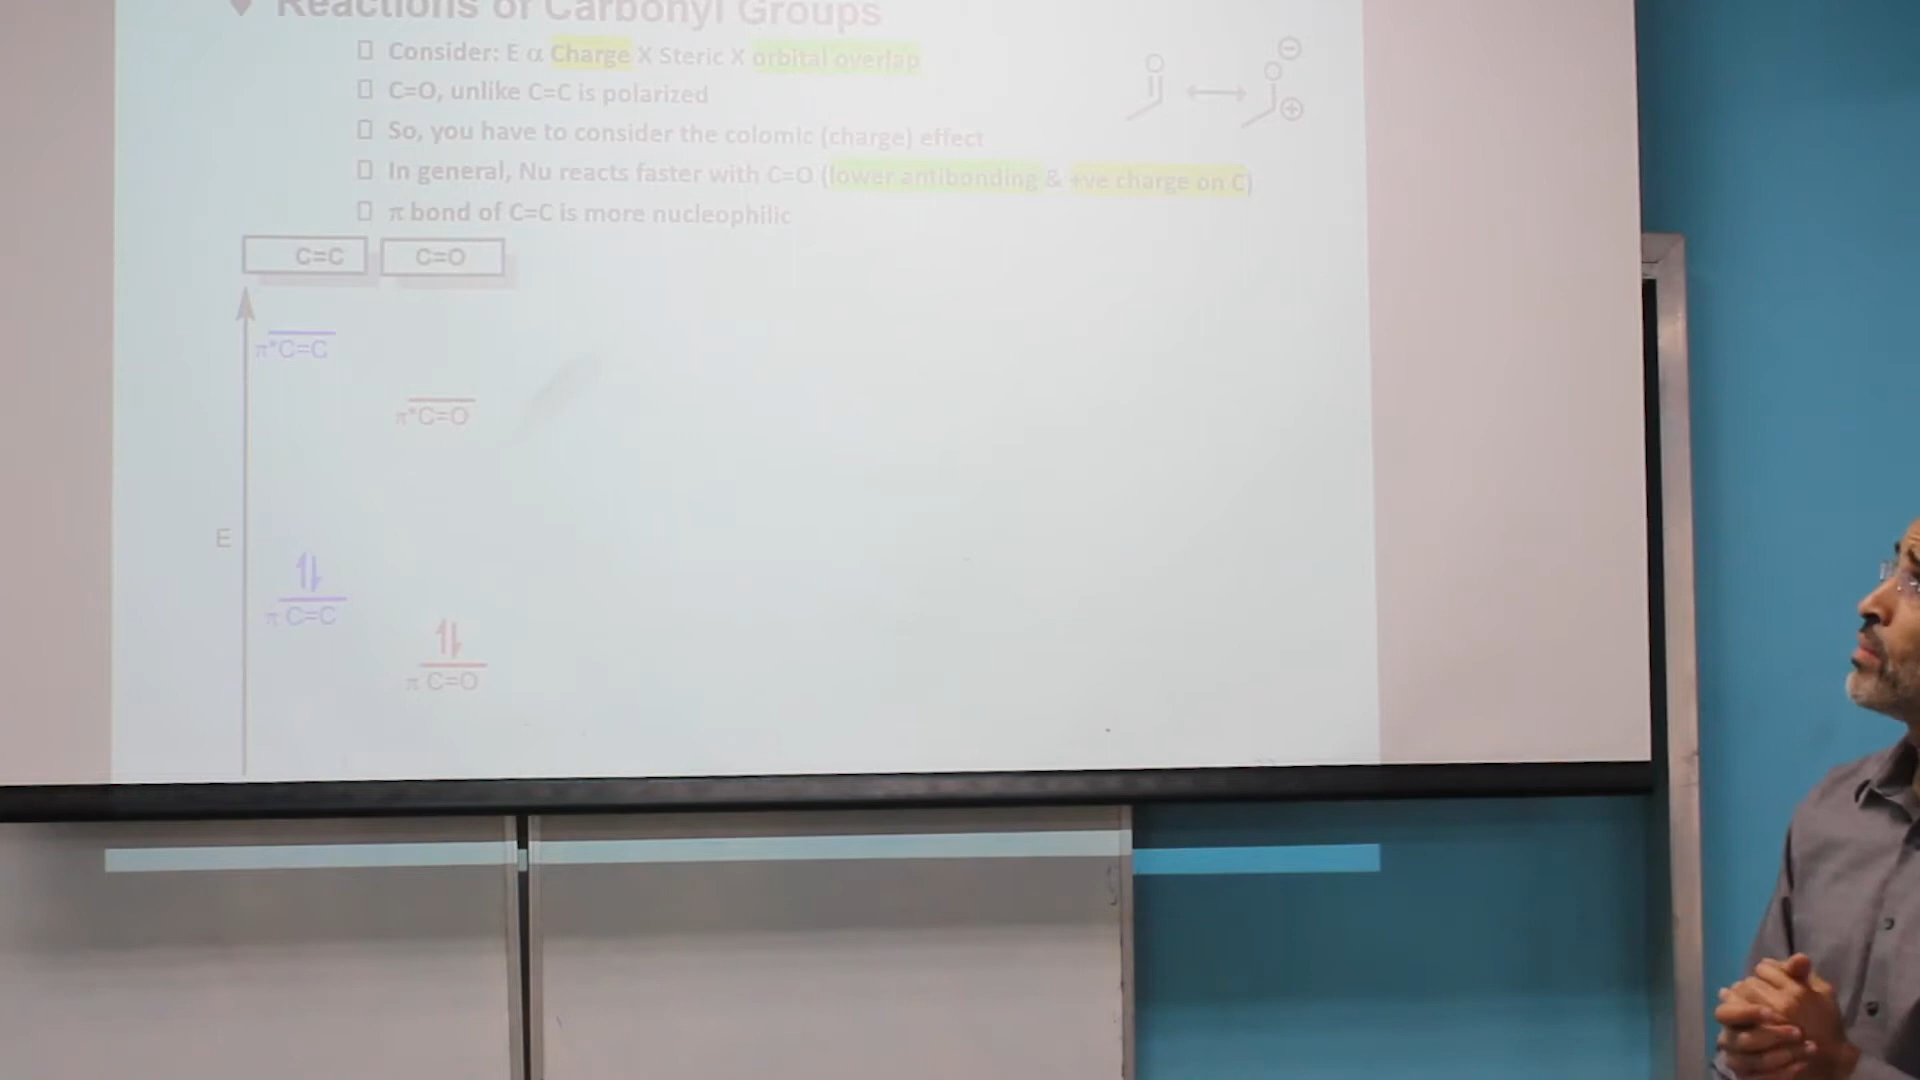 Reactions of Carbonyl Groups
Consider: E α Charge X Steric X orbital overlap
C=O, unlike C=C is polarized
So, you have to consider the colomic (charge) effect
In general, Nu reacts faster with C=O (lower antibonding & +ve charge on C)
π bond of C=C is more nucleophilic
O
O
⊖
⊕
C=C C=O
π*C=C
π*C=O
E
π C=C
π C=O